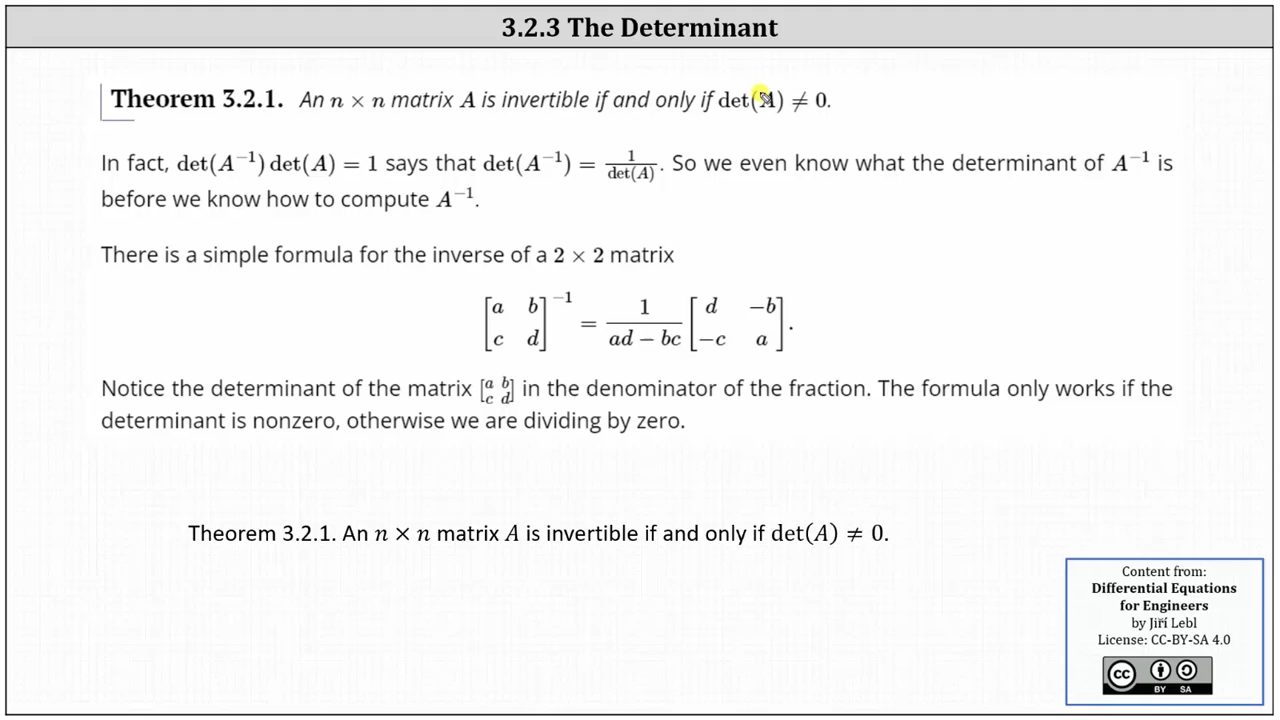 3.2.3 The Determinant
Theorem 3.2.1. An n × n matrix A is invertible if and only if det(A) ≠ 0.
In fact, det(A⁻¹) det(A) = 1 says that det(A⁻¹) = 1/det(A). So we even know what the determinant of A⁻¹ is
before we know how to compute A⁻¹.
There is a simple formula for the inverse of a 2 × 2 matrix
[a b; c d]⁻¹ = 1/(ad − bc) [d −b; −c a].
Notice the determinant of the matrix [a b; c d] in the denominator of the fraction. The formula only works if the
determinant is nonzero, otherwise we are dividing by zero.
Theorem 3.2.1. An n × n matrix A is invertible if and only if det(A) ≠ 0.
Content from:
Differential Equations
for Engineers
by Jiří Lebl
License: CC-BY-SA 4.0
cc BY SA